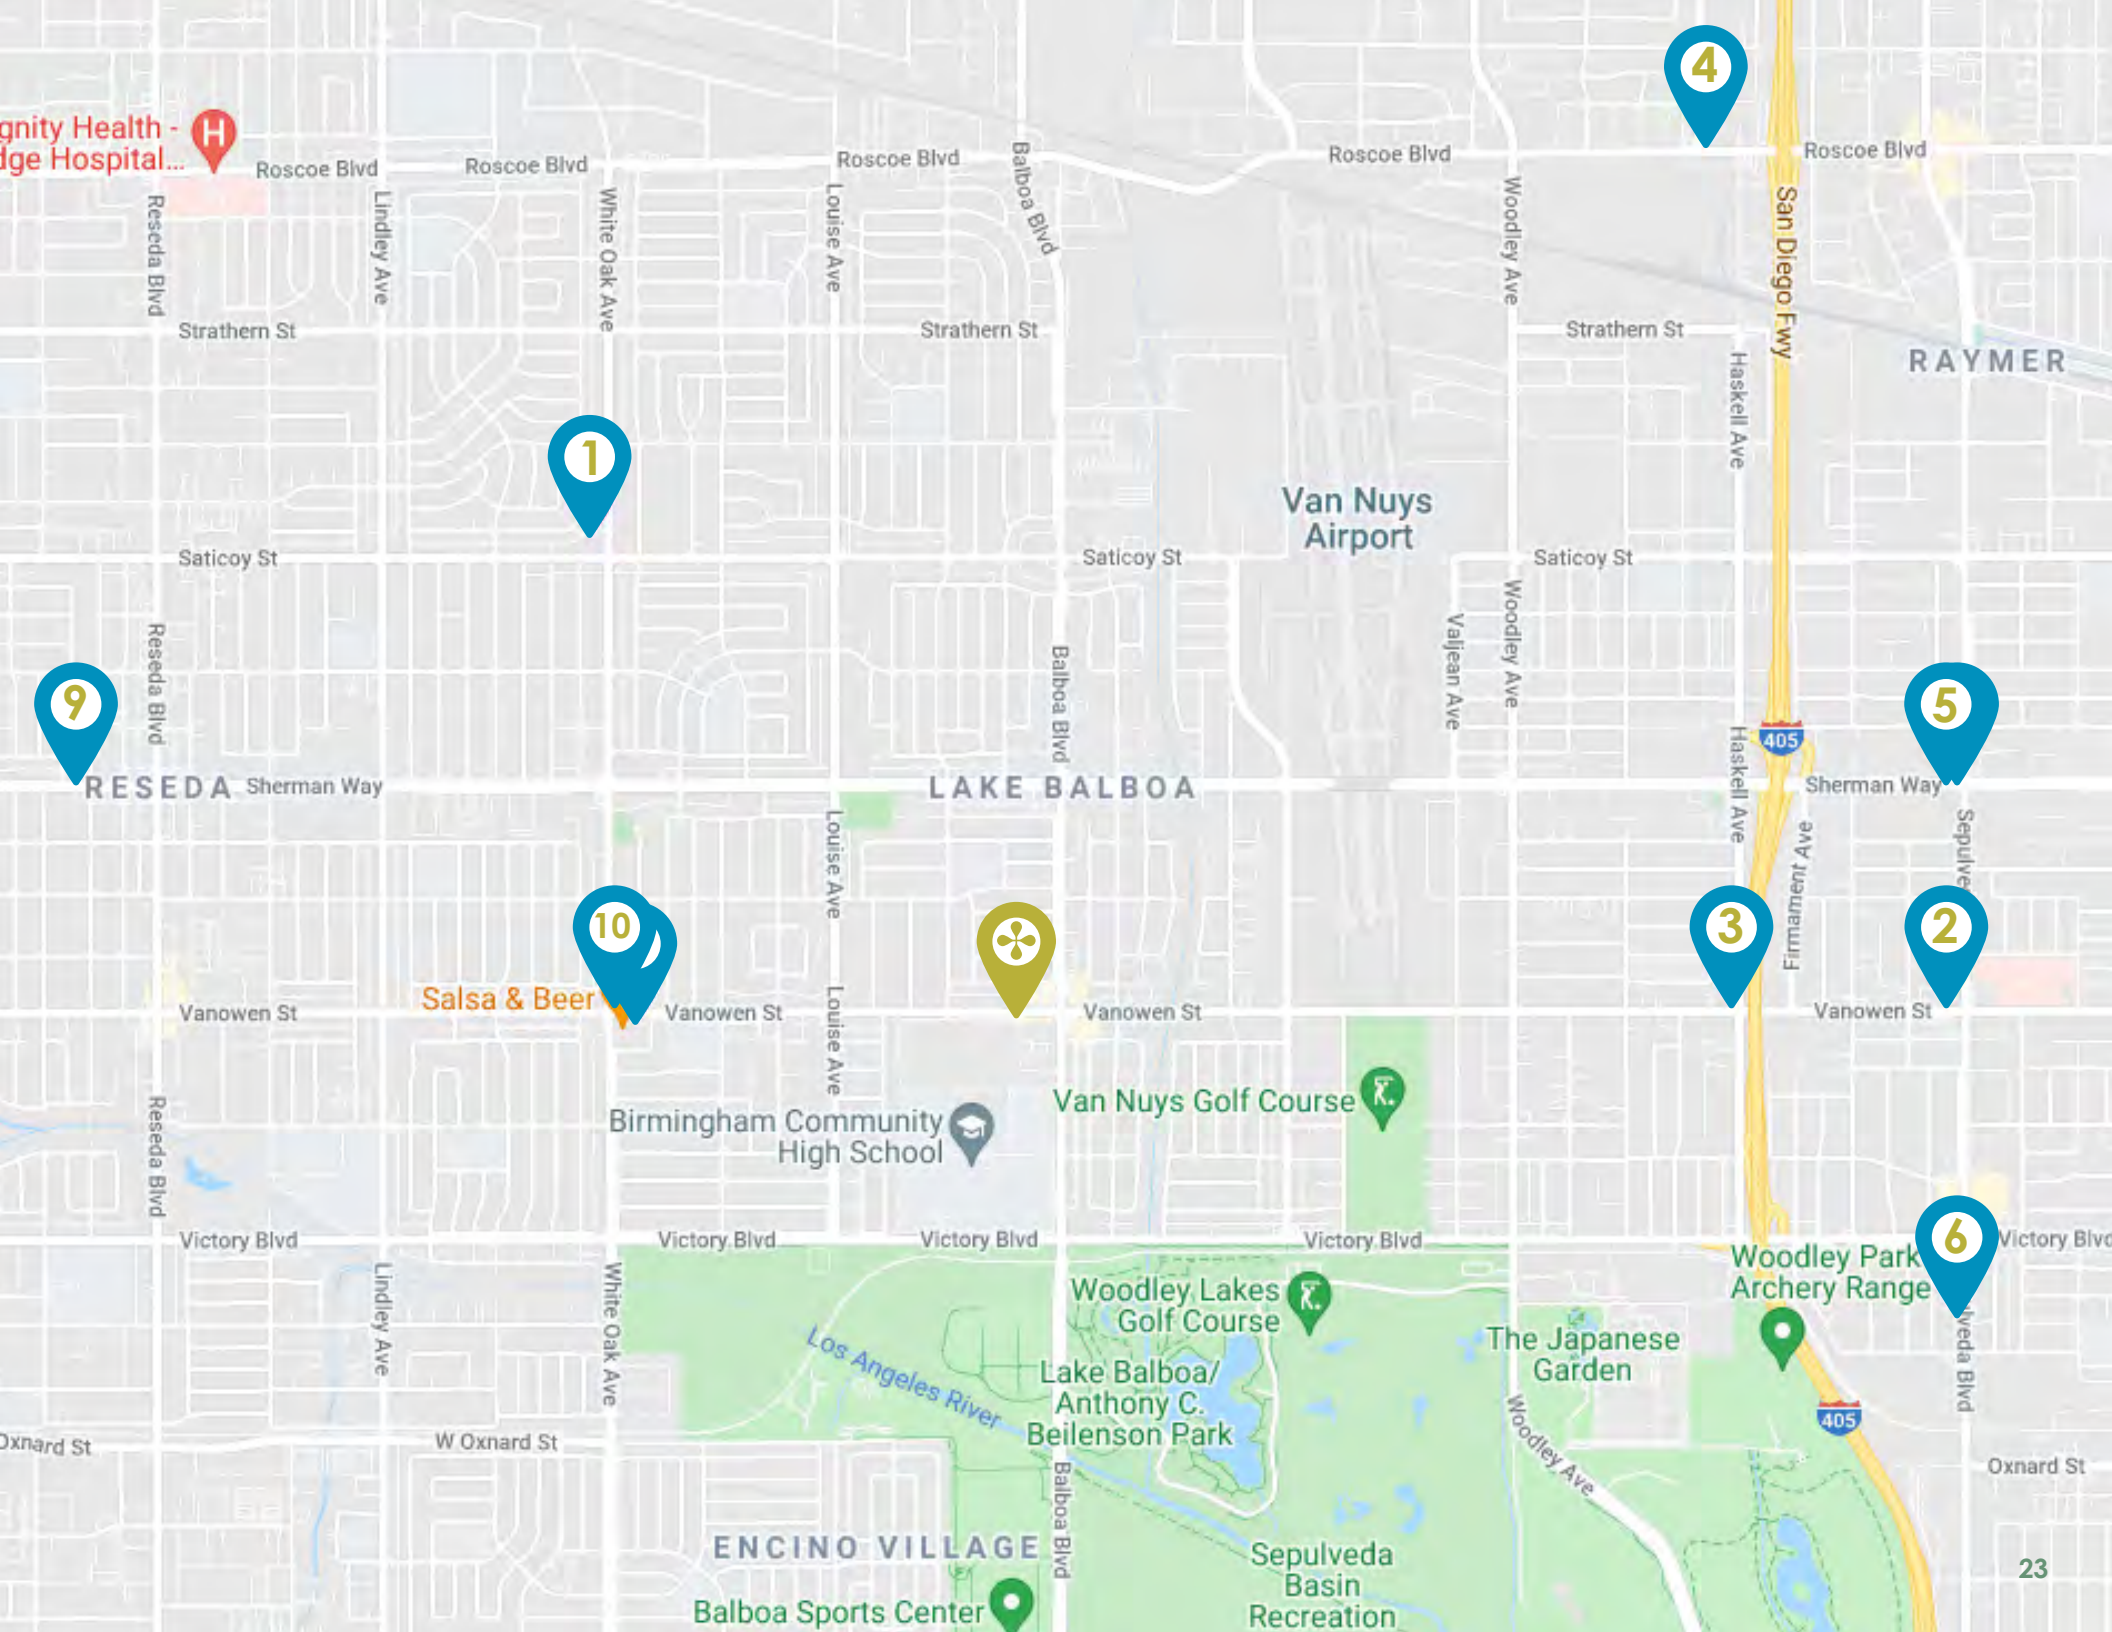 4
gnity Health -
dge Hospital...
H
Roscoe Blvd
Roscoe Blvd
Roscoe Blvd
Balboa Blvd
Roscoe Blvd
Roscoe Blvd
Reseda Blvd
Lindley Ave
White Oak Ave
Louise Ave
Woodley Ave
San Diego Fwy
Strathern St
Strathern St
Strathern St
RAYMER
Haskell Ave
1
Van Nuys
Airport
Saticoy St
Saticoy St
Saticoy St
Reseda Blvd
Balboa Blvd
Valjean Ave
Woodley Ave
9
5
405
Haskell Ave
RESEDA
Sherman Way
LAKE BALBOA
Sherman Way
Louise Ave
Firmament Ave
Sepulve
10
3
2
Salsa & Beer
Vanowen St
Vanowen St
Vanowen St
Vanowen St
Louise Ave
Reseda Blvd
Birmingham Community
High School
Van Nuys Golf Course
Victory Blvd
Victory Blvd
Victory Blvd
Victory Blvd
6
Victory Blvd
Woodley Park
Archery Range
Lindley Ave
White Oak Ave
Woodley Lakes
Golf Course
The Japanese
Garden
Los Angeles River
Lake Balboa/
Anthony C.
Beilenson Park
lveda Blvd
405
Woodley Ave
Oxnard St
W Oxnard St
Oxnard St
Balboa Blvd
ENCINO VILLAGE
Sepulveda
Basin
Recreation
Balboa Sports Center
23